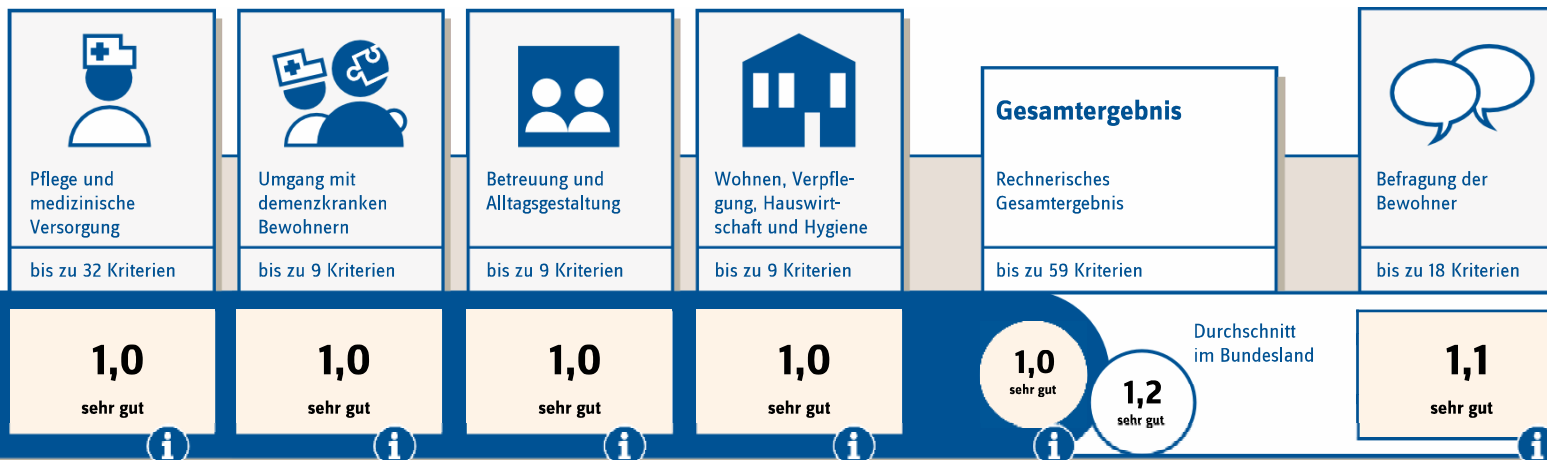 Pflege und
medizinische
Versorgung
bis zu 32 Kriterien
1,0
sehr gut
Umgang mit
demenzkranken
Bewohnern
bis zu 9 Kriterien
1,0
sehr gut
Betreuung und
Alltagsgestaltung
bis zu 9 Kriterien
1,0
sehr gut
Wohnen, Verpfle-
gung, Hauswirt-
schaft und Hygiene
bis zu 9 Kriterien
1,0
sehr gut
Gesamtergebnis
Rechnerisches
Gesamtergebnis
bis zu 59 Kriterien
1,0
sehr gut
1,2
sehr gut
Durchschnitt
im Bundesland
Befragung der
Bewohner
bis zu 18 Kriterien
1,1
sehr gut